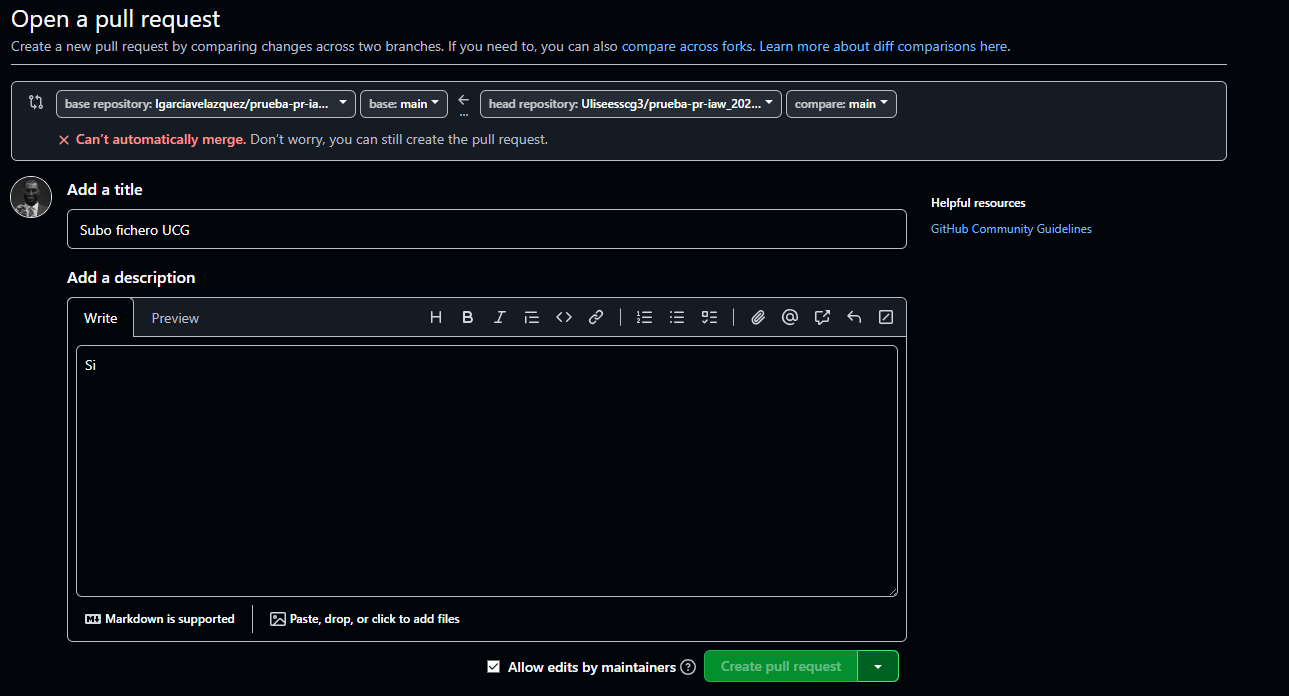 Open a pull request
Create a new pull request by comparing changes across two branches. If you need to, you can also compare across forks. Learn more about diff comparisons here.
base repository: lgarciavelazquez/prueba-pr-ia... base: main head repository: Uliseesscg3/prueba-pr-iaw_202... compare: main
Can't automatically merge. Don't worry, you can still create the pull request.
Add a title
Subo fichero UCG
Helpful resources
GitHub Community Guidelines
Add a description
Write Preview
Si
Markdown is supported Paste, drop, or click to add files
Allow edits by maintainers Create pull request